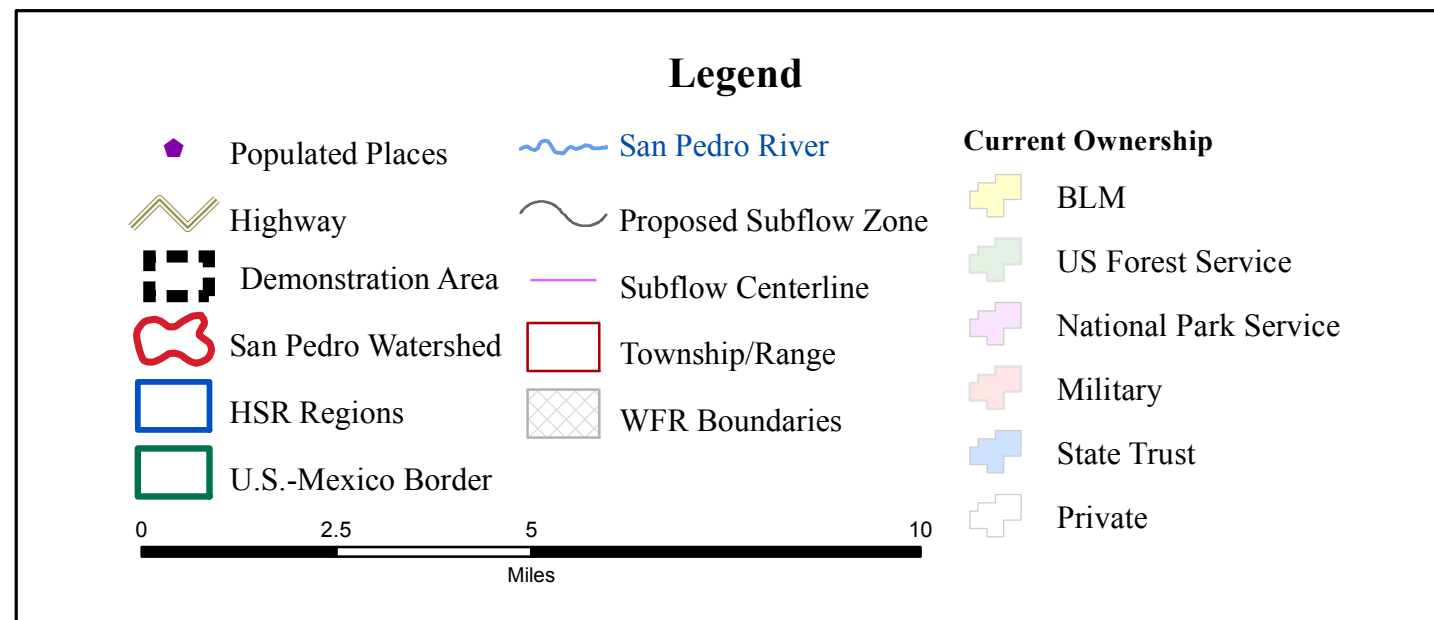 Legend
Populated Places
Highway
Demonstration Area
San Pedro Watershed
HSR Regions
U.S.-Mexico Border
San Pedro River
Proposed Subflow Zone
Subflow Centerline
Township/Range
WFR Boundaries
Current Ownership
BLM
US Forest Service
National Park Service
Military
State Trust
Private
0 2.5 5 10
Miles